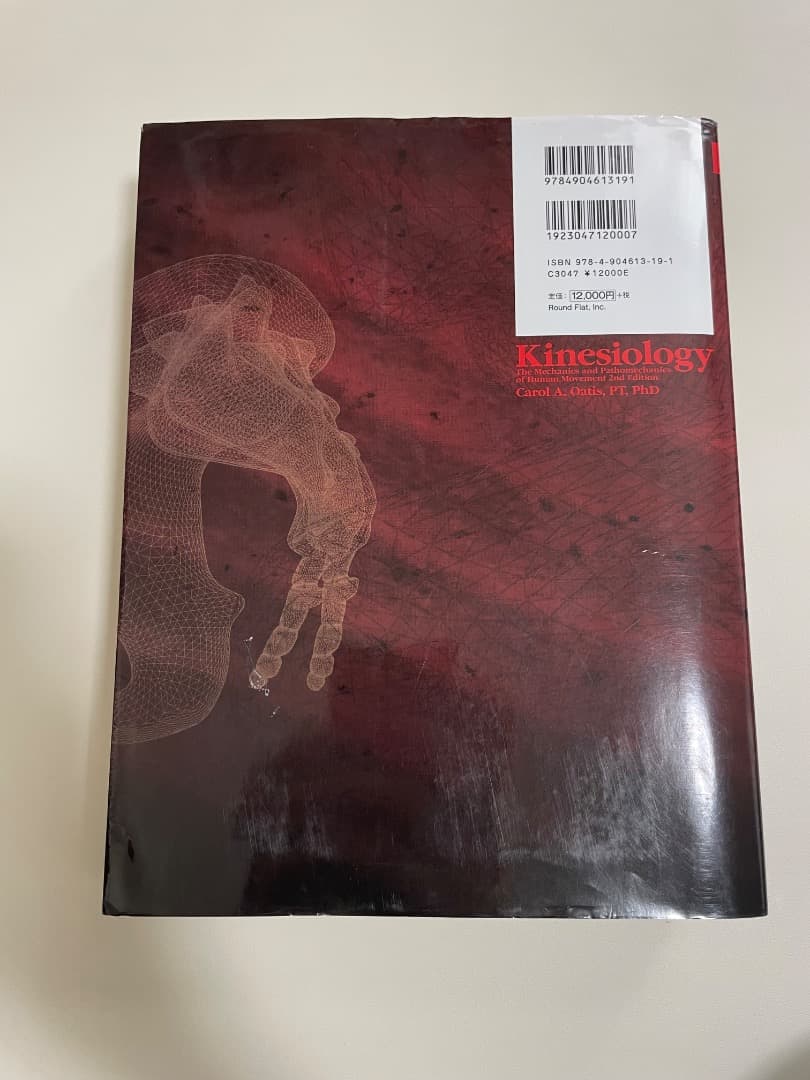 9784904613191
1923047120007
ISBN 978-4-904613-19-1
C3047 ¥12000E
定価: 12,000円 +税
Round Flat, Inc.
Kinesiology
The Mechanics and Pathomechanics
of Human Movement 2nd Edition
Carol A. Oatis, PT, PhD